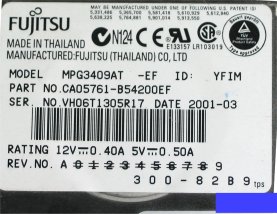 FUJITSU
N124
E133157 LR103019
MADE IN THAILAND
MANUFACTURED:FUJITSU (THAILAND) CO.
MODEL MPG3409AT -EF ID: YFIM
PART NO.CA05761-B54200EF
SER. NO.VH06T1305R17 DATE 2001-03
RATING 12V⎓0.40A 5V⎓0.50A
REV. NO. A 0 1 2 3 4 5 6 7 8 9
300-82B9 tps